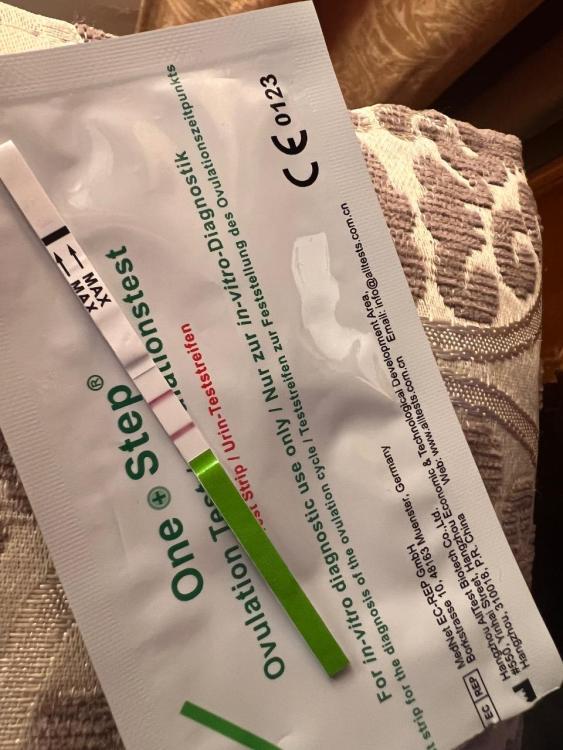 CE 0123
One+Step®
Ovulation Test
ationstest
st Strip / Urin-Teststreifen
For in-vitro diagnostic use only / Nur zur in-vitro-Diagnostik
t strip for the diagnosis of the ovulation cycle / Teststreifen zur Feststellung des Ovulationszeitpunkts
EC REP
MedNet EC-REP GmbH
Borkstrasse 10, 48163 Muenster, Germany
Hangzhou AllTest Biotech Co.,Ltd.
#550, Yinhai Street, Hangzhou Economic & Technological Development Area,
Hangzhou, 310018, P.R. China
Web: www.alltests.com.cn Email: info@alltests.com.cn
MAX
MAX